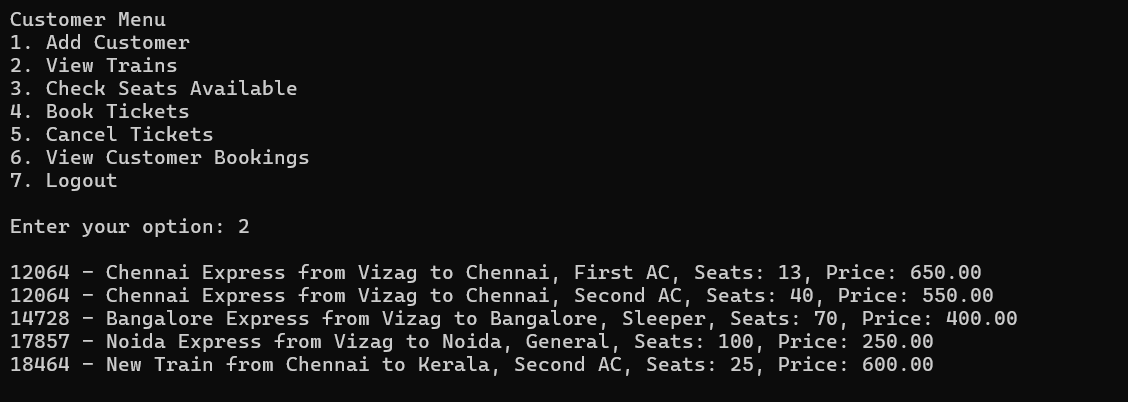 Customer Menu
1. Add Customer
2. View Trains
3. Check Seats Available
4. Book Tickets
5. Cancel Tickets
6. View Customer Bookings
7. Logout
Enter your option: 2
12064 - Chennai Express from Vizag to Chennai, First AC, Seats: 13, Price: 650.00
12064 - Chennai Express from Vizag to Chennai, Second AC, Seats: 40, Price: 550.00
14728 - Bangalore Express from Vizag to Bangalore, Sleeper, Seats: 70, Price: 400.00
17857 - Noida Express from Vizag to Noida, General, Seats: 100, Price: 250.00
18464 - New Train from Chennai to Kerala, Second AC, Seats: 25, Price: 600.00